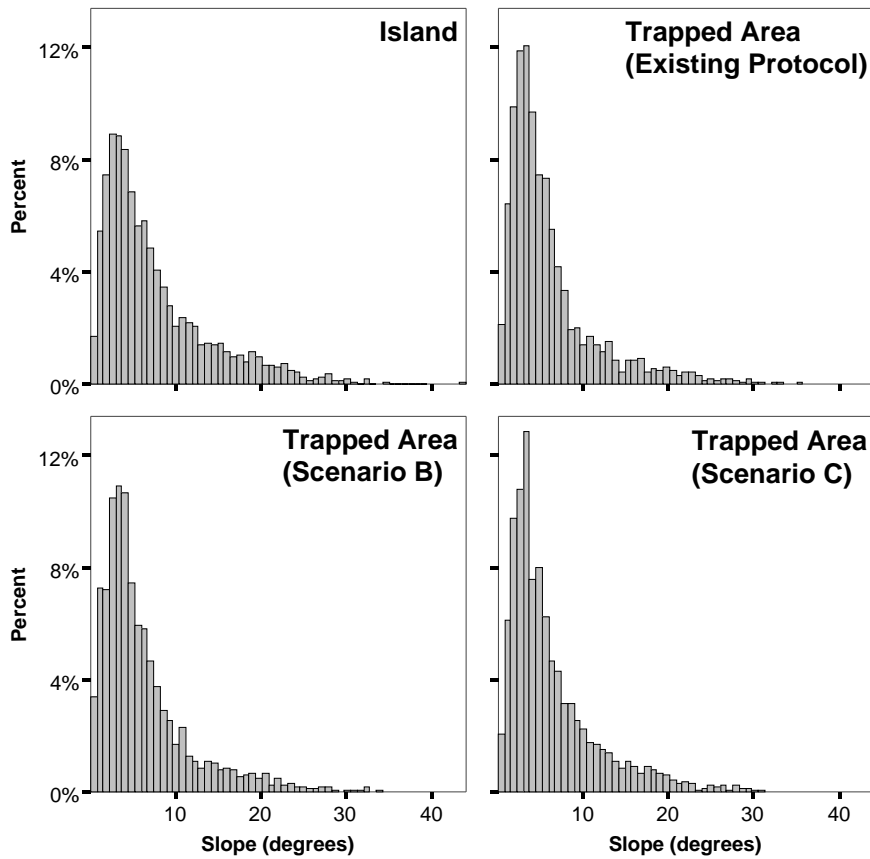 Island
Trapped Area
(Existing Protocol)
12%
8%
4%
0%
Percent
Trapped Area
(Scenario B)
Trapped Area
(Scenario C)
12%
8%
4%
0%
Percent
10 20 30 40
10 20 30 40
Slope (degrees)
Slope (degrees)